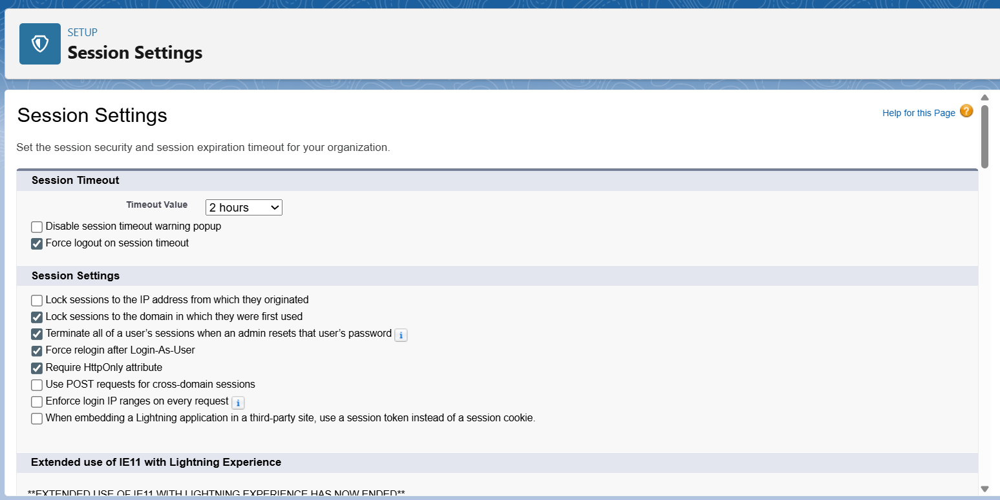 SETUP
Session Settings
Session Settings
Help for this Page ?
Set the session security and session expiration timeout for your organization.
Session Timeout
Timeout Value 2 hours
Disable session timeout warning popup
Force logout on session timeout
Session Settings
Lock sessions to the IP address from which they originated
Lock sessions to the domain in which they were first used
Terminate all of a user’s sessions when an admin resets that user’s password i
Force relogin after Login-As-User
Require HttpOnly attribute
Use POST requests for cross-domain sessions
Enforce login IP ranges on every request i
When embedding a Lightning application in a third-party site, use a session token instead of a session cookie.
Extended use of IE11 with Lightning Experience
**EXTENDED USE OF IE11 WITH LIGHTNING EXPERIENCE HAS NOW ENDED**